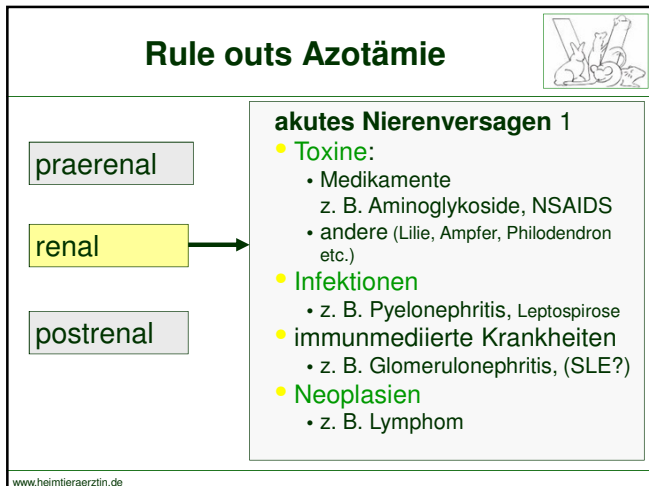 Rule outs Azotämie
praerenal
renal
postrenal
akutes Nierenversagen 1
• Toxine:
• Medikamente
z. B. Aminoglykoside, NSAIDS
• andere (Lilie, Ampfer, Philodendron
etc.)
• Infektionen
• z. B. Pyelonephritis, Leptospirose
• immunmediierte Krankheiten
• z. B. Glomerulonephritis, (SLE?)
• Neoplasien
• z. B. Lymphom
www.heimtieraerztin.de